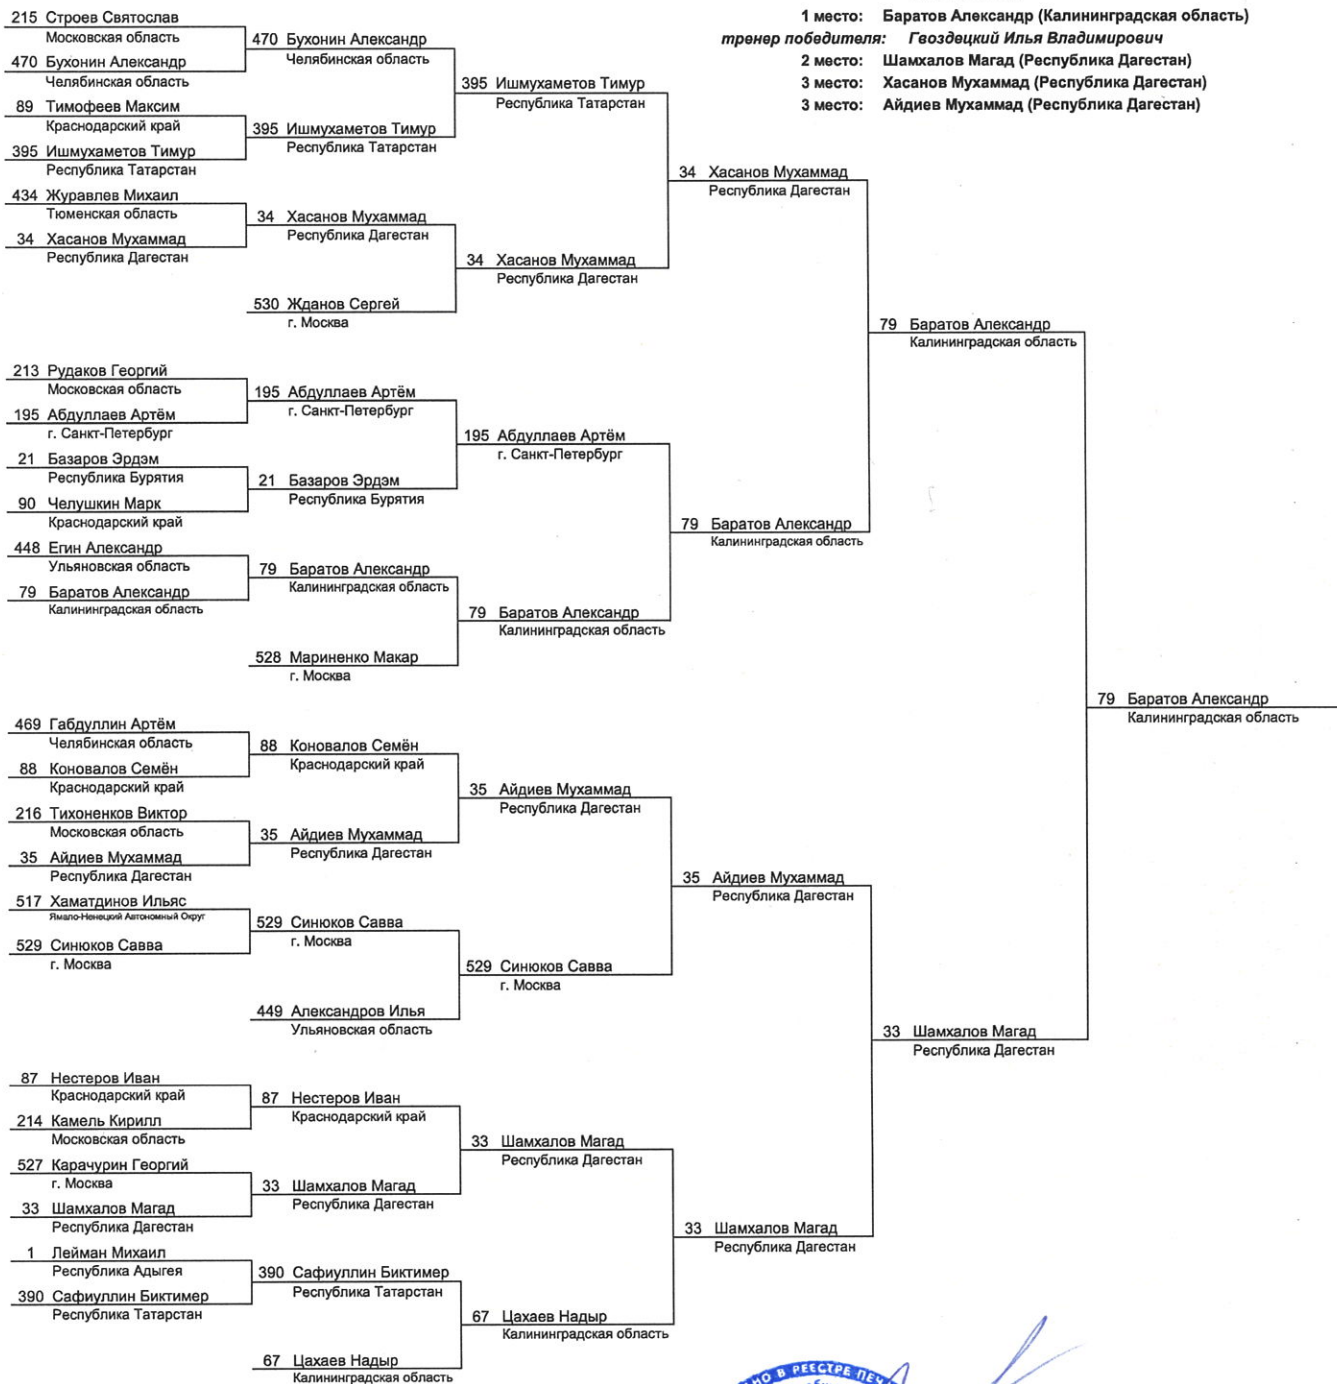 1 место: Баратов Александр (Калининградская область)
тренер победителя: Гвоздецкий Илья Владимирович
2 место: Шамхалов Магад (Республика Дагестан)
3 место: Хасанов Мухаммад (Республика Дагестан)
3 место: Айдиев Мухаммад (Республика Дагестан)
215 Строев Святослав
Московская область
470 Бухонин Александр
Челябинская область
89 Тимофеев Максим
Краснодарский край
395 Ишмухаметов Тимур
Республика Татарстан
434 Журавлев Михаил
Тюменская область
34 Хасанов Мухаммад
Республика Дагестан
213 Рудаков Георгий
Московская область
195 Абдуллаев Артём
г. Санкт-Петербург
21 Базаров Эрдэм
Республика Бурятия
90 Челушкин Марк
Краснодарский край
448 Егин Александр
Ульяновская область
79 Баратов Александр
Калининградская область
469 Габдуллин Артём
Челябинская область
88 Коновалов Семён
Краснодарский край
216 Тихоненков Виктор
Московская область
35 Айдиев Мухаммад
Республика Дагестан
517 Хаматдинов Ильяс
Ямало-Ненецкий Автономный Округ
529 Синюков Савва
г. Москва
87 Нестеров Иван
Краснодарский край
214 Камель Кирилл
Московская область
527 Карачурин Георгий
г. Москва
33 Шамхалов Магад
Республика Дагестан
1 Лейман Михаил
Республика Адыгея
390 Сафиуллин Биктимер
Республика Татарстан
470 Бухонин Александр
Челябинская область
395 Ишмухаметов Тимур
Республика Татарстан
34 Хасанов Мухаммад
Республика Дагестан
530 Жданов Сергей
г. Москва
195 Абдуллаев Артём
г. Санкт-Петербург
21 Базаров Эрдэм
Республика Бурятия
79 Баратов Александр
Калининградская область
528 Мариненко Макар
г. Москва
88 Коновалов Семён
Краснодарский край
35 Айдиев Мухаммад
Республика Дагестан
529 Синюков Савва
г. Москва
449 Александров Илья
Ульяновская область
87 Нестеров Иван
Краснодарский край
33 Шамхалов Магад
Республика Дагестан
390 Сафиуллин Биктимер
Республика Татарстан
67 Цахаев Надыр
Калининградская область
395 Ишмухаметов Тимур
Республика Татарстан
34 Хасанов Мухаммад
Республика Дагестан
195 Абдуллаев Артём
г. Санкт-Петербург
79 Баратов Александр
Калининградская область
35 Айдиев Мухаммад
Республика Дагестан
529 Синюков Савва
г. Москва
33 Шамхалов Магад
Республика Дагестан
67 Цахаев Надыр
Калининградская область
34 Хасанов Мухаммад
Республика Дагестан
79 Баратов Александр
Калининградская область
35 Айдиев Мухаммад
Республика Дагестан
33 Шамхалов Магад
Республика Дагестан
79 Баратов Александр
Калининградская область
33 Шамхалов Магад
Республика Дагестан
79 Баратов Александр
Калининградская область
В РЕЕСТРЕ